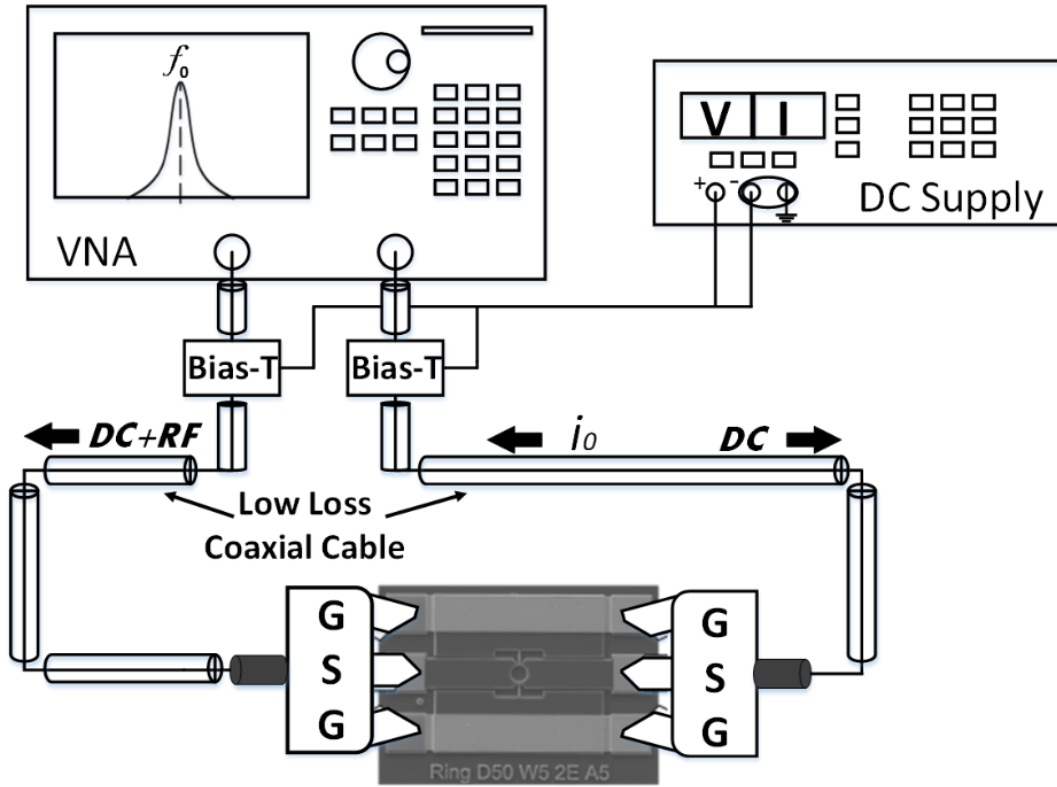 f₀
V I
+ -
DC Supply
VNA
Bias-T
Bias-T
DC+RF
i₀
DC
Low Loss
Coaxial Cable
G
S
G
G
S
G
Ring D50 W5 2E A5